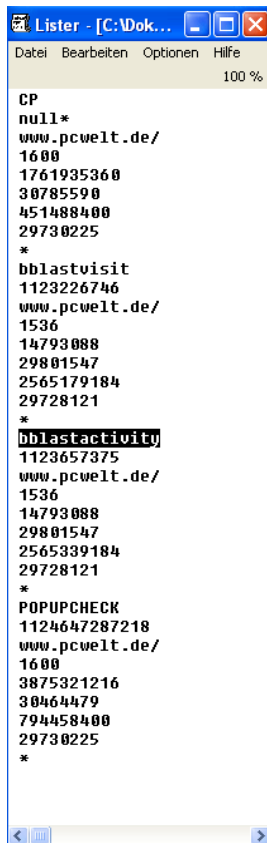 Lister - [C:\Dok...
Datei Bearbeiten Optionen Hilfe
100 %
CP
null*
www.pcwelt.de/
1600
1761935360
30785590
451488400
29730225
*
bblastvisit
1123226746
www.pcwelt.de/
1536
14793088
29801547
2565179184
29728121
*
bblastactivity
1123657375
www.pcwelt.de/
1536
14793088
29801547
2565339184
29728121
*
POPUPCHECK
1124647287218
www.pcwelt.de/
1600
3875321216
30464479
794458400
29730225
*